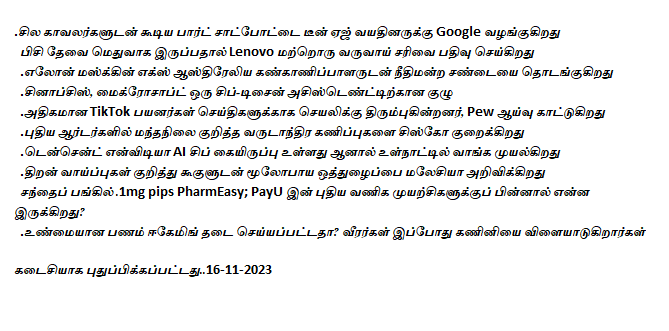 .சில காவலர்களுடன் கூடிய பார்ட் சாட்போட்டை டீன் ஏஜ் வயதினருக்கு Google வழங்குகிறது
பிசி தேவை மெதுவாக இருப்பதால் Lenovo மற்றொரு வருவாய் சரிவை பதிவு செய்கிறது
.எலோன் மஸ்க்கின் எக்ஸ் ஆஸ்திரேலிய கண்காணிப்பாளருடன் நீதிமன்ற சண்டையை தொடங்குகிறது
.சினாப்சிஸ், மைக்ரோசாப்ட் ஒரு சிப்-டிசைன் அசிஸ்டெண்ட்டிற்கான குழு
.அதிகமான TikTok பயனர்கள் செய்திகளுக்காக செயலிக்கு திரும்புகின்றனர், Pew ஆய்வு காட்டுகிறது
.புதிய ஆர்டர்களில் மந்தநிலை குறித்த வருடாந்திர கணிப்புகளை சிஸ்கோ குறைக்கிறது
.டென்சென்ட் என்விடியா AI சிப் கையிருப்பு உள்ளது ஆனால் உள்நாட்டில் வாங்க முயல்கிறது
.திறன் வாய்ப்புகள் குறித்து கூகுளுடன் மூலோபாய ஒத்துழைப்பை மலேசியா அறிவிக்கிறது
சந்தைப் பங்கில் .1mg pips PharmEasy; PayU இன் புதிய வணிக முயற்சிகளுக்குப் பின்னால் என்ன
இருக்கிறது?
.உண்மையான பணம் ஈகேமிங் தடை செய்யப்பட்டதா? வீரர்கள் இப்போது கணினியை விளையாடுகிறார்கள்
கடைசியாக புதுப்பிக்கப்பட்டது..16-11-2023